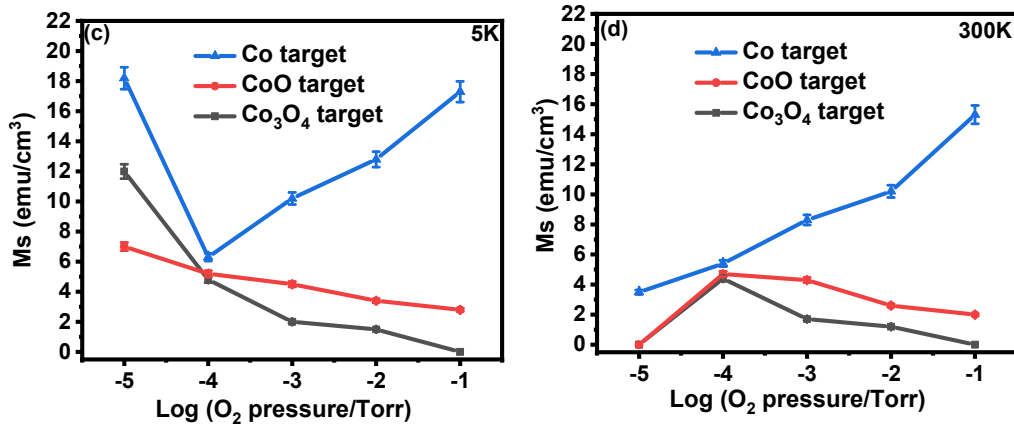 (c)
5K
Co target
CoO target
Co₃O₄ target
Ms (emu/cm³)
22
20
18
16
14
12
10
8
6
4
2
0
-5 -4 -3 -2 -1
Log (O₂ pressure/Torr)
(d)
300K
Co target
CoO target
Co₃O₄ target
Ms (emu/cm³)
22
20
18
16
14
12
10
8
6
4
2
0
-5 -4 -3 -2 -1
Log (O₂ pressure/Torr)